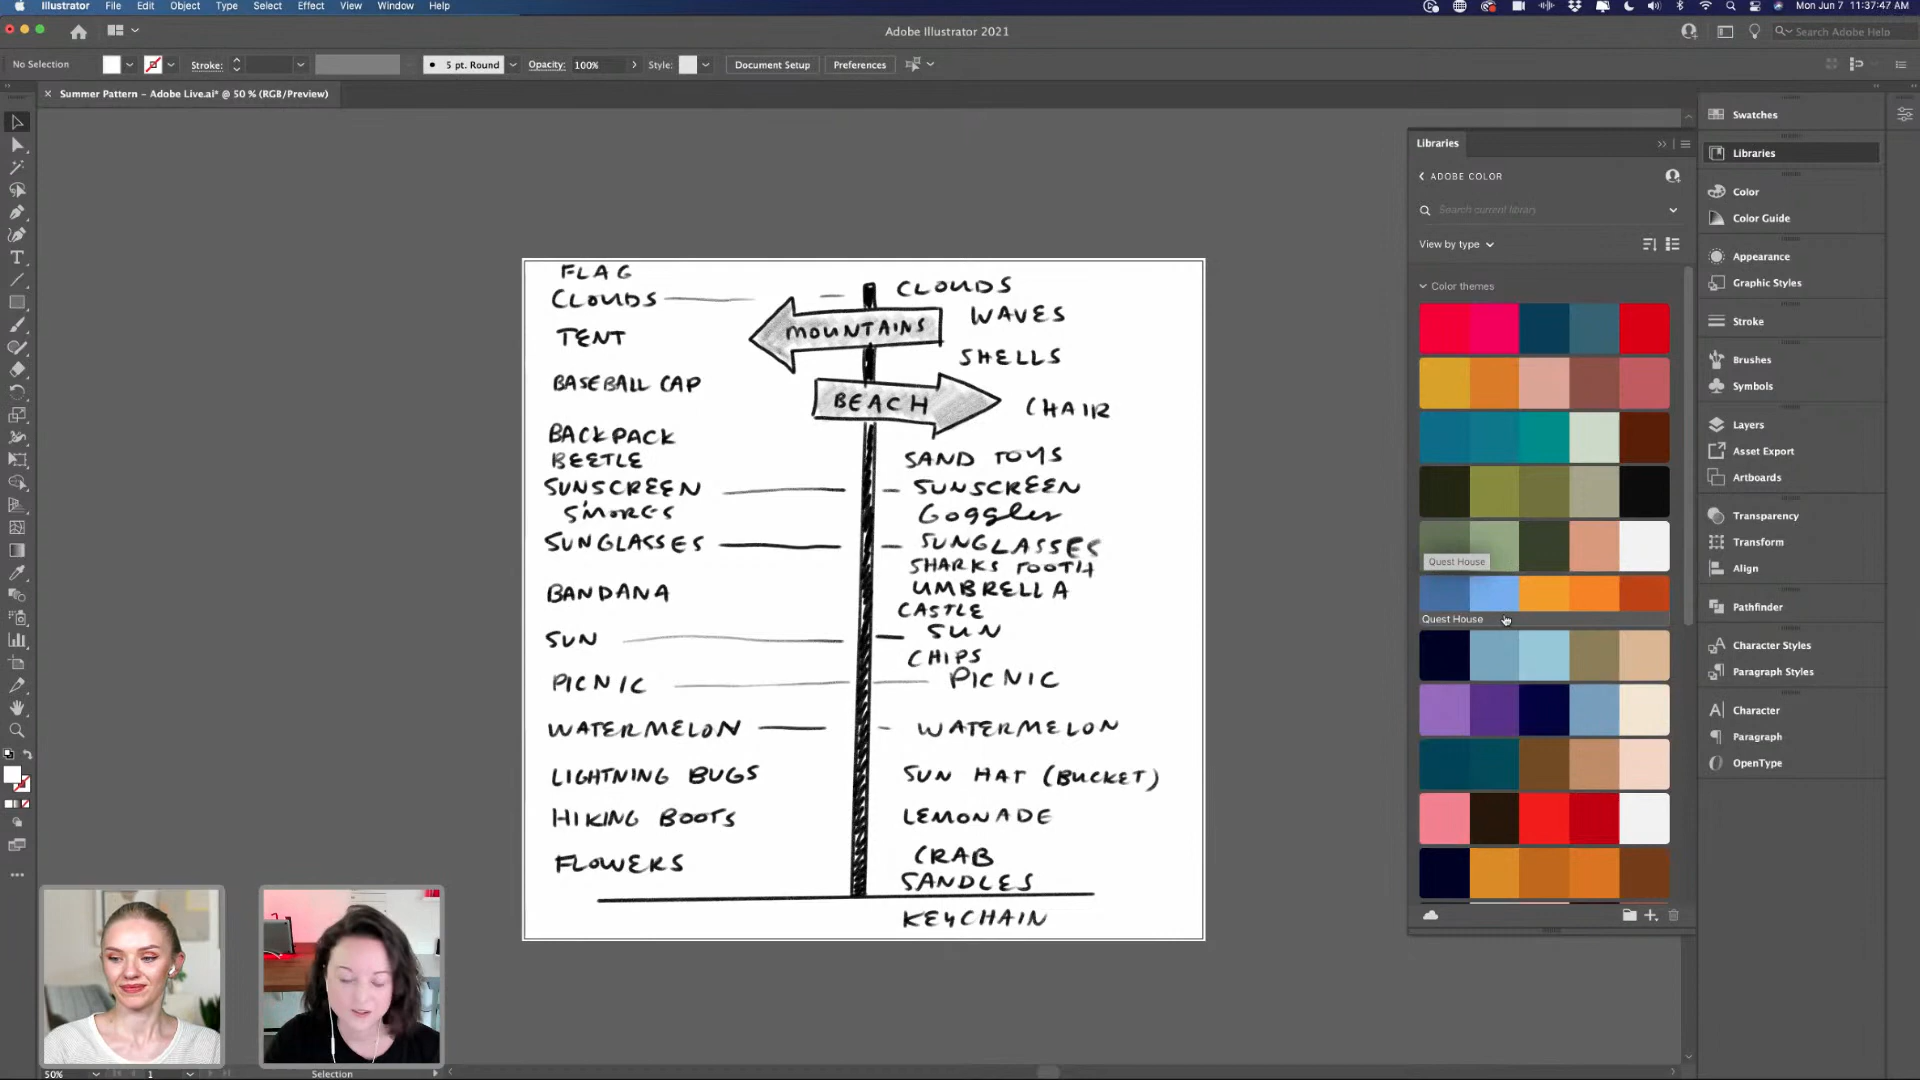 Illustrator File Edit Object Type Select Effect View Window Help
Mon Jun 7 11:37:47 AM
Adobe Illustrator 2021
Search Adobe Help
No Selection
Stroke:
5 pt. Round
Opacity: 100%
Style:
Document Setup
Preferences
Summer Pattern – Adobe Live.ai* @ 50 % (RGB/Preview)
FLAG
CLOUDS
TENT
BASEBALL CAP
BACKPACK
BEETLE
SUNSCREEN
S'MORES
SUNGLASSES
BANDANA
SUN
PICNIC
WATERMELON
LIGHTNING BUGS
HIKING BOOTS
FLOWERS
MOUNTAINS
BEACH
CLOUDS
WAVES
SHELLS
CHAIR
SAND TOYS
SUNSCREEN
Goggles
SUNGLASSES
SHARKS TOOTH
UMBRELLA
CASTLE
SUN
CHIPS
PICNIC
WATERMELON
SUN HAT (BUCKET)
LEMONADE
CRAB
SANDLES
KEYCHAIN
Libraries
ADOBE COLOR
Search current library
View by type
Color themes
Quest House
Quest House
Swatches
Libraries
Color
Color Guide
Appearance
Graphic Styles
Stroke
Brushes
Symbols
Layers
Asset Export
Artboards
Transparency
Transform
Align
Pathfinder
Character Styles
Paragraph Styles
Character
Paragraph
OpenType
50%
1
Selection